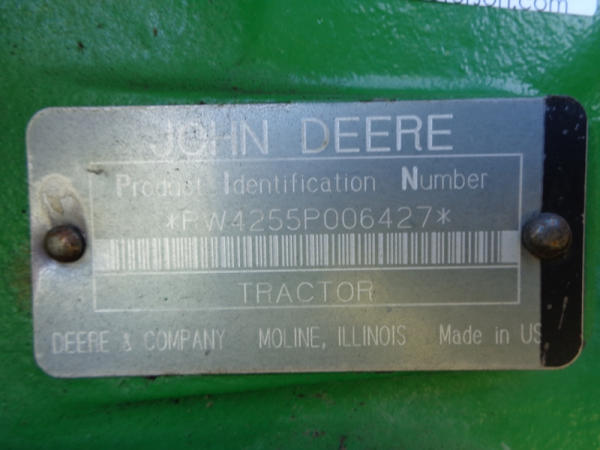 JOHN DEERE
Product Identification Number
*RW4255P006427*
TRACTOR
DEERE & COMPANY MOLINE, ILLINOIS Made in US